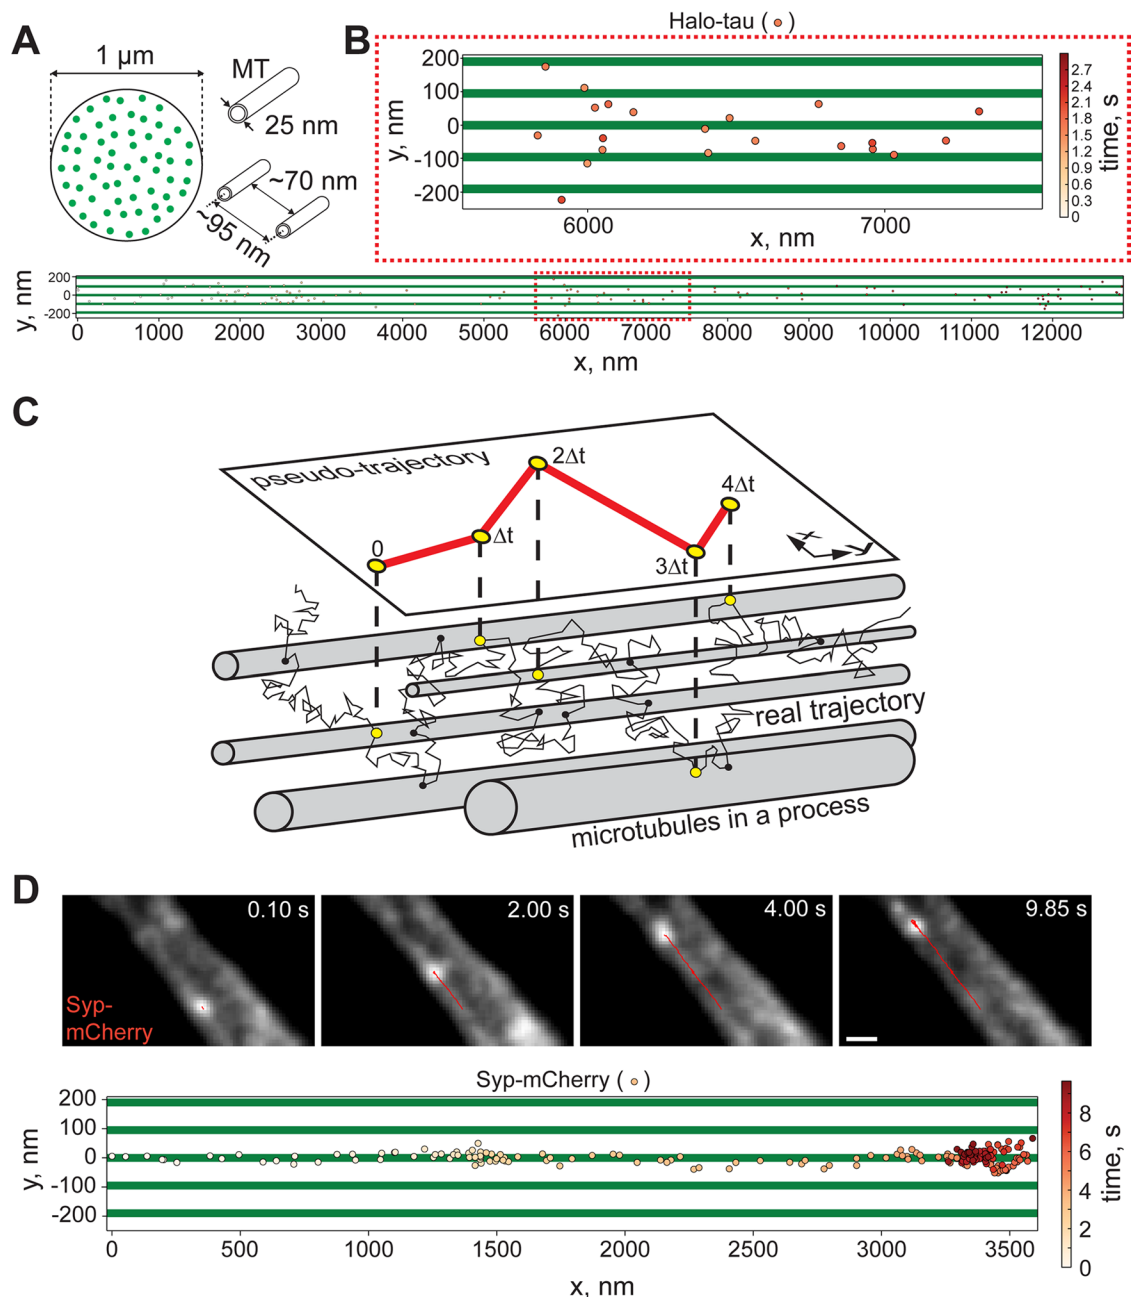 A
1 µm
MT
25 nm
~70 nm
~95 nm
B
Halo-tau ( )
200
100
0
-100
-200
y, nm
6000
7000
x, nm
2.7
2.4
2.1
1.8
1.5
1.2
0.9
0.6
0.3
0
time, s
200
0
-200
y, nm
0
1000
2000
3000
4000
5000
6000
7000
8000
9000
10000
11000
12000
x, nm
C
pseudo-trajectory
0
Δt
2Δt
3Δt
4Δt
x
y
real trajectory
microtubules in a process
D
0.10 s
2.00 s
4.00 s
9.85 s
Syp-
mCherry
Syp-mCherry ( )
200
100
0
-100
-200
y, nm
0
500
1000
1500
2000
2500
3000
3500
x, nm
8
6
4
2
0
time, s